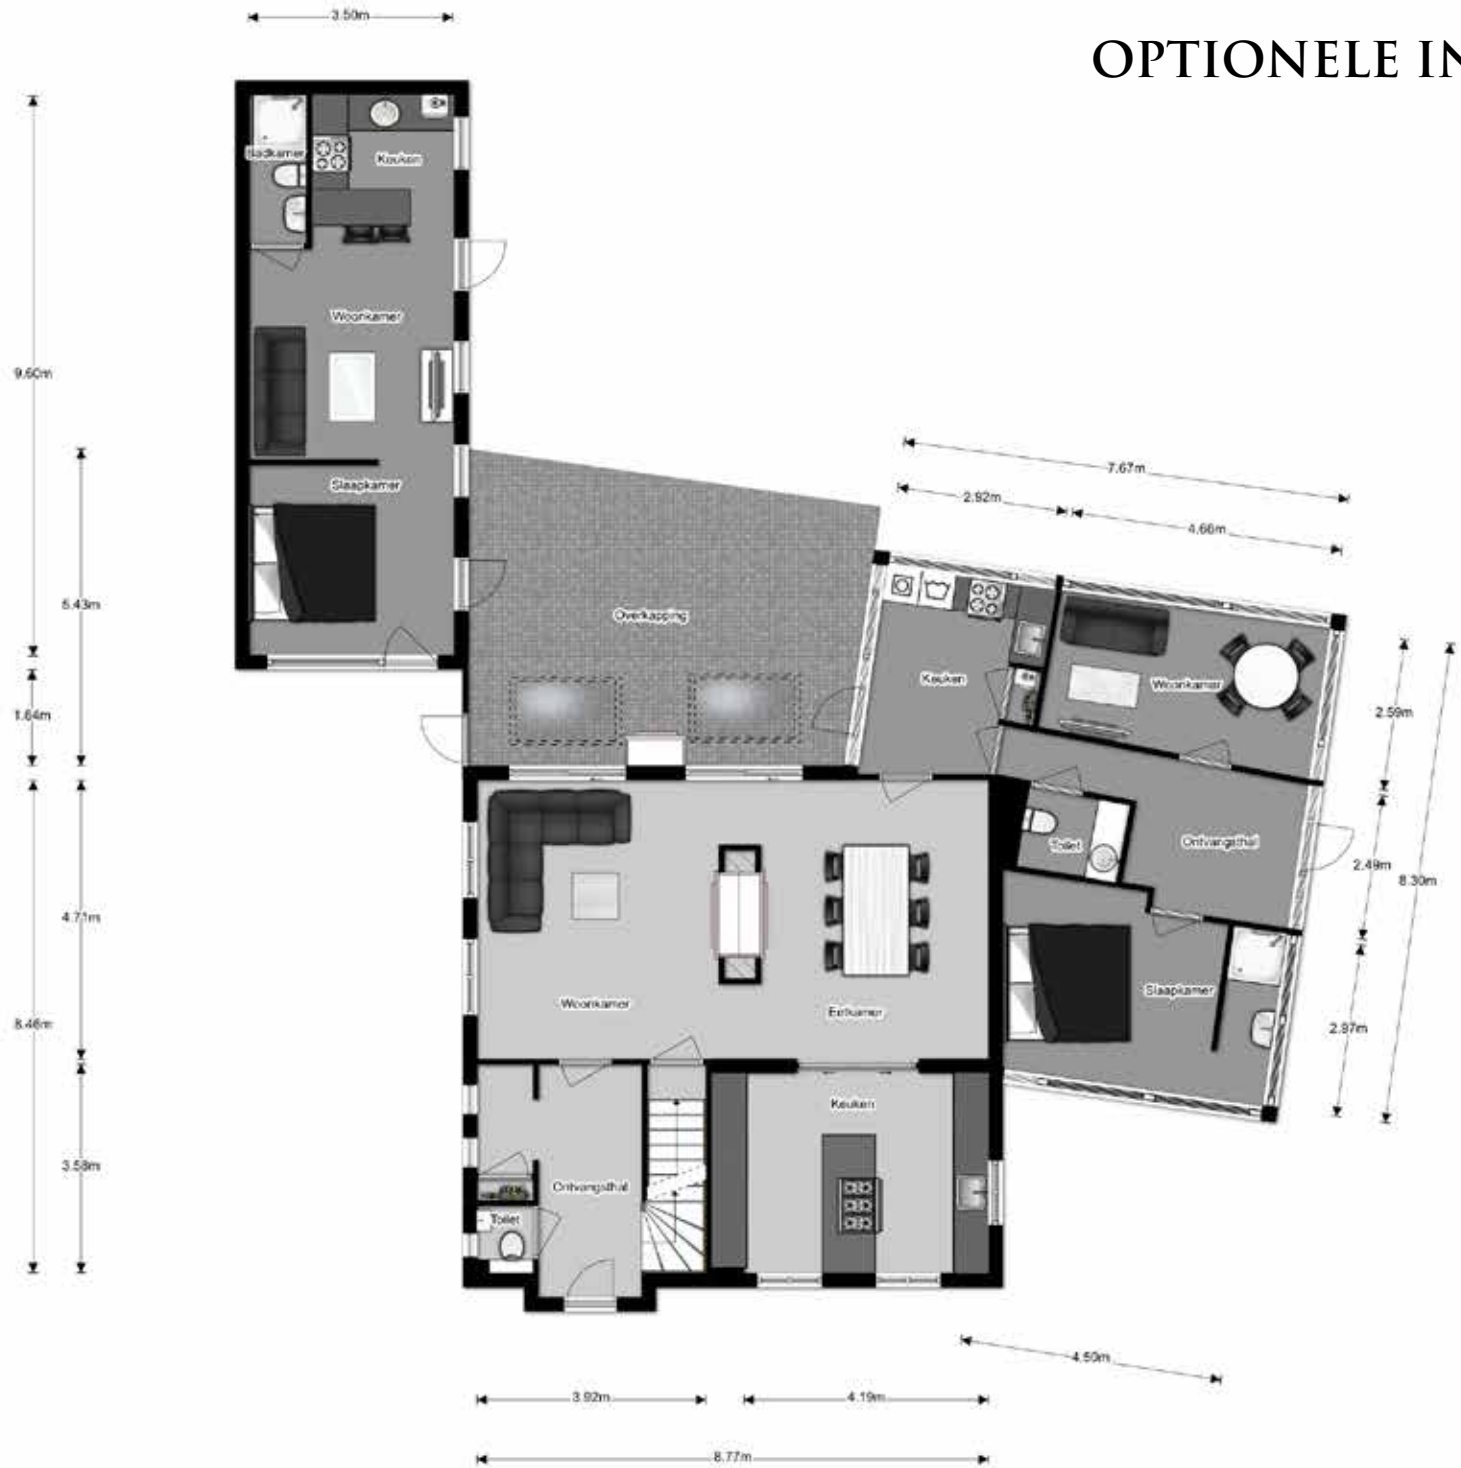 3.50m
OPTIONELE IN
Badkamer
Keuken
Woonkamer
9.60m
7.67m
2.92m
4.66m
Slaapkamer
5.43m
Overkapping
Keuken
Woonkamer
1.64m
2.59m
Toilet
Ontvangsthal
2.49m
8.30m
4.71m
Slaapkamer
Woonkamer
Eetkamer
8.46m
2.97m
Keuken
3.58m
Ontvangsthal
Toilet
4.50m
3.92m
4.19m
8.77m